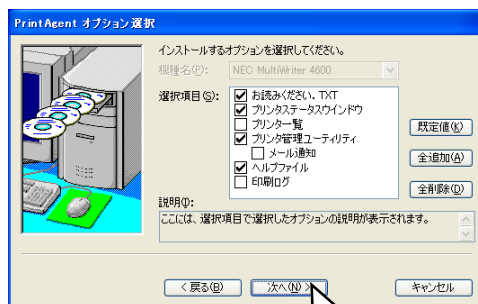 PrintAgent オプション選択
インストールするオプションを選択してください。
機種名(P): NEC MultiWriter 4600
選択項目(S):
お読みください.TXT
プリンタステータスウインドウ
プリンター覧
プリンタ管理ユーティリティ
メール通知
ヘルプファイル
印刷ログ
既定値(K)
全追加(A)
全削除(D)
説明(I):
ここには、選択項目で選択したオプションの説明が表示されます。
< 戻る(B)
次へ(N) >
キャンセル